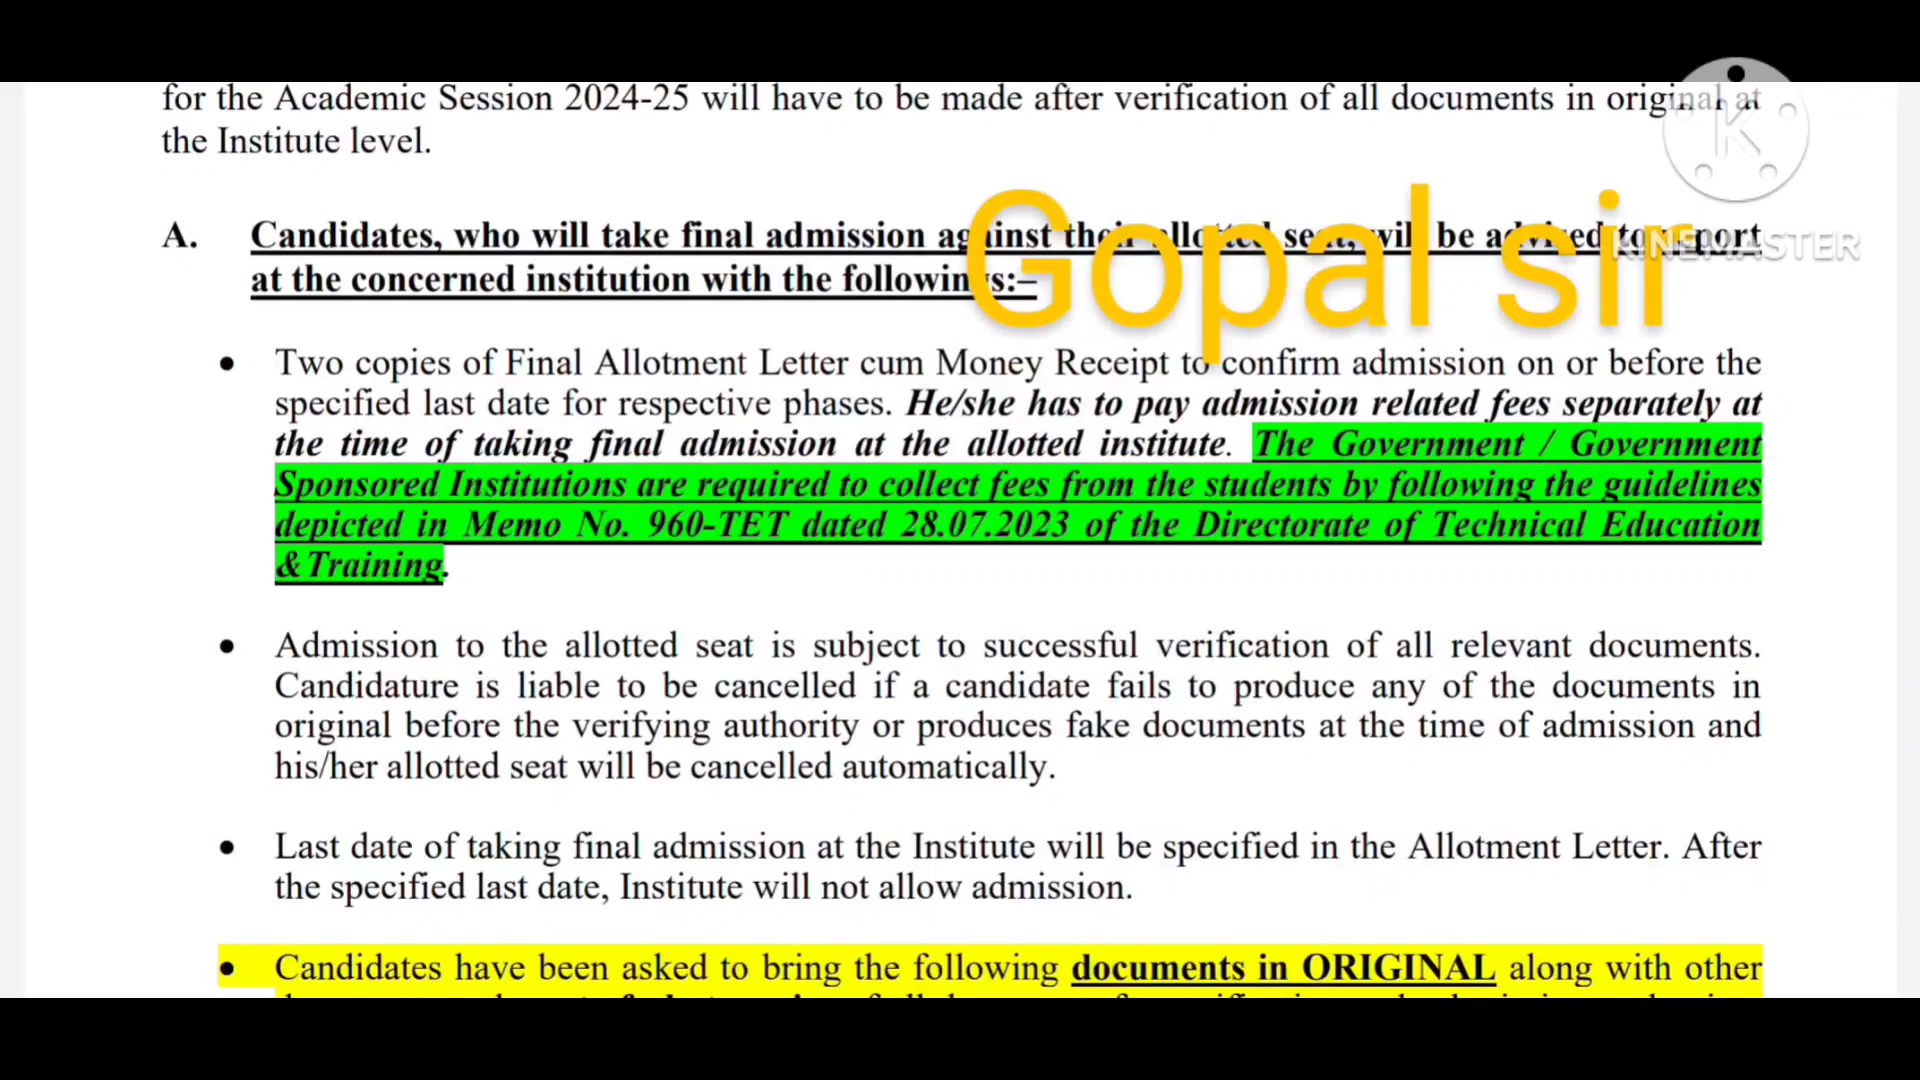 for the Academic Session 2024-25 will have to be made after verification of all documents in original at
the Institute level.
KINEMASTER
Gopal sir
A. Candidates, who will take final admission against their allotted seat, will be advised to report
at the concerned institution with the followings:–
• Two copies of Final Allotment Letter cum Money Receipt to confirm admission on or before the
specified last date for respective phases. He/she has to pay admission related fees separately at
the time of taking final admission at the allotted institute. The Government / Government
Sponsored Institutions are required to collect fees from the students by following the guidelines
depicted in Memo No. 960-TET dated 28.07.2023 of the Directorate of Technical Education
&Training.
• Admission to the allotted seat is subject to successful verification of all relevant documents.
Candidature is liable to be cancelled if a candidate fails to produce any of the documents in
original before the verifying authority or produces fake documents at the time of admission and
his/her allotted seat will be cancelled automatically.
• Last date of taking final admission at the Institute will be specified in the Allotment Letter. After
the specified last date, Institute will not allow admission.
• Candidates have been asked to bring the following documents in ORIGINAL along with other